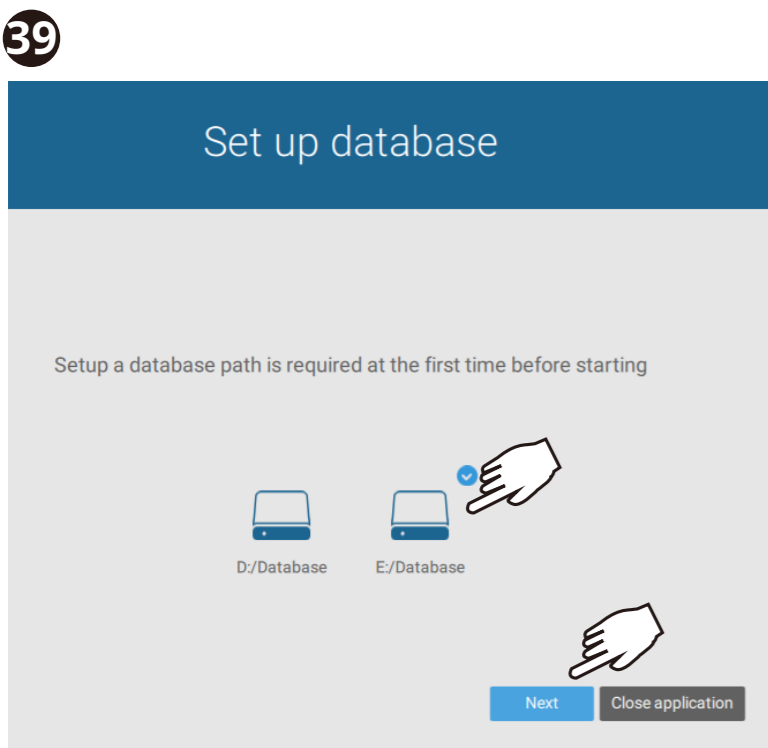 39
Set up database
Setup a database path is required at the first time before starting
D:/Database
E:/Database
Next
Close application